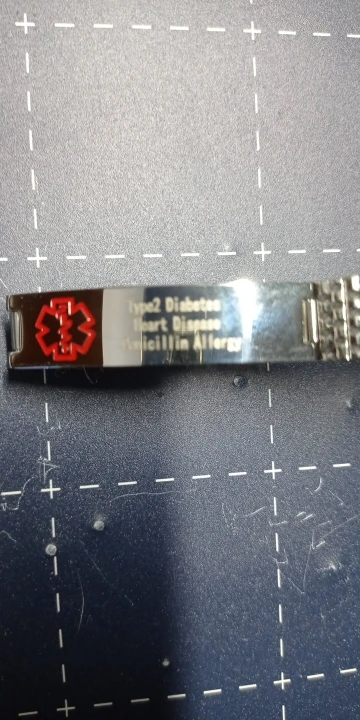 Type2 Diabetes
Heart Disease
Penicillin Allergy